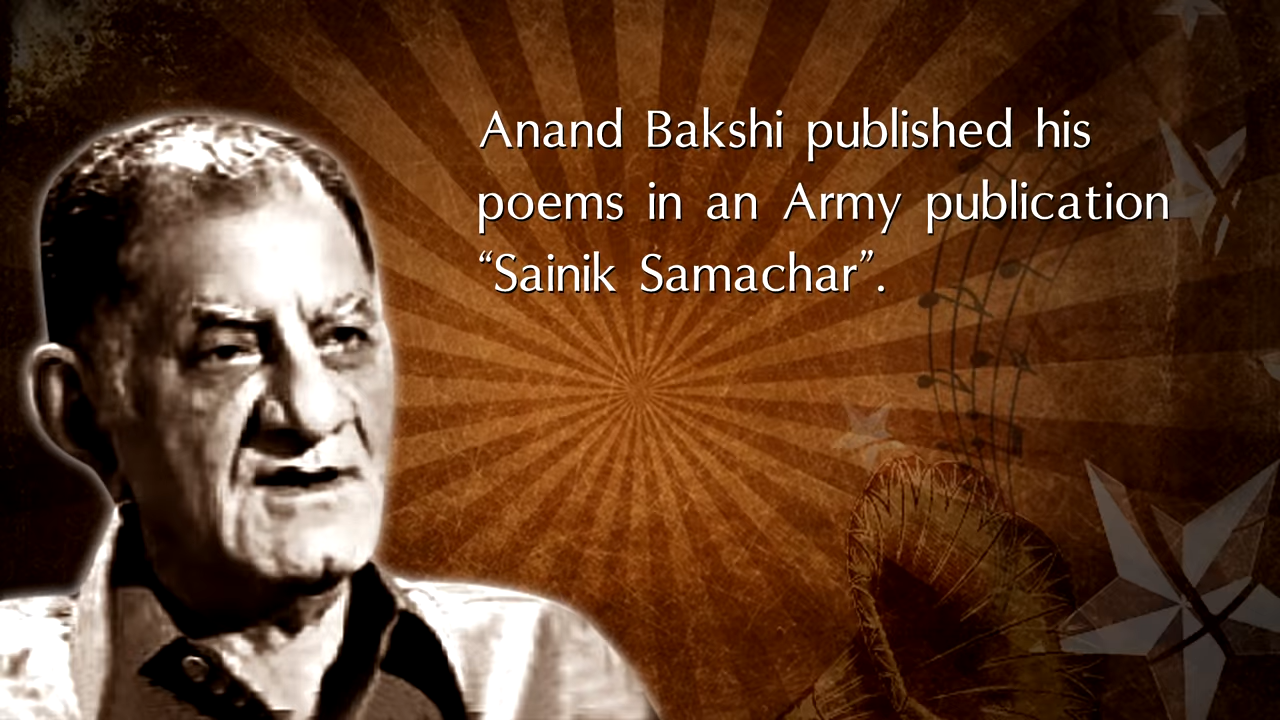 Anand Bakshi published his
poems in an Army publication
“Sainik Samachar”.